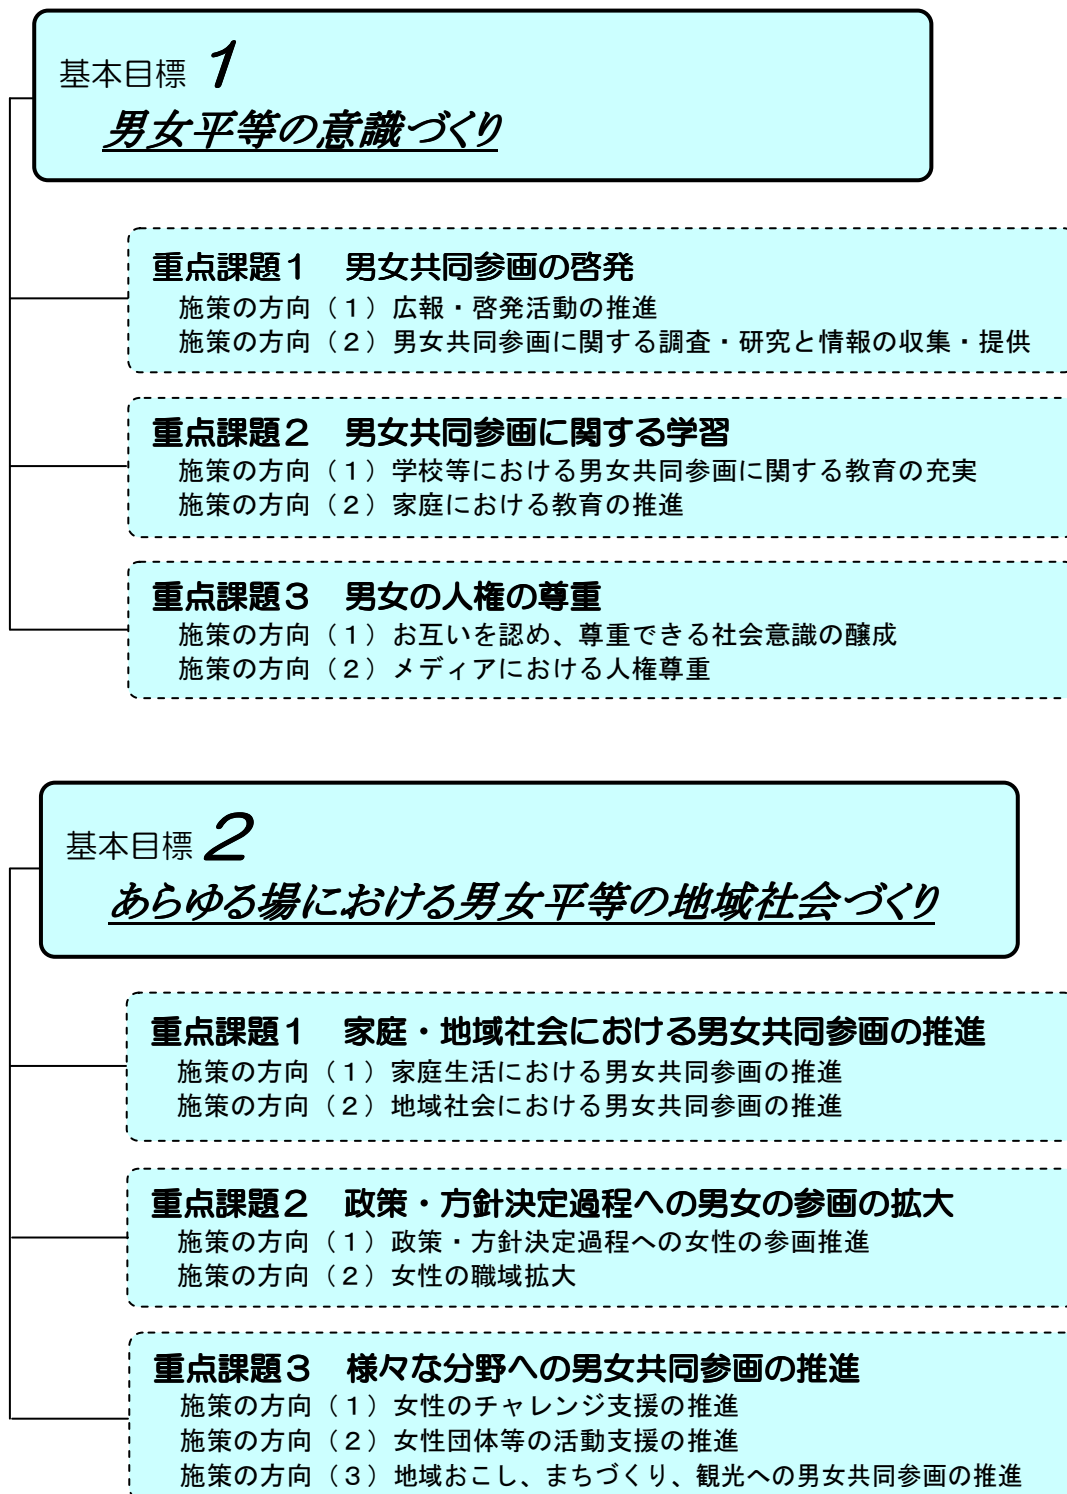 基本目標 1
男女平等の意識づくり
重点課題1　男女共同参画の啓発
施策の方向（１）広報・啓発活動の推進
施策の方向（２）男女共同参画に関する調査・研究と情報の収集・提供
重点課題2　男女共同参画に関する学習
施策の方向（１）学校等における男女共同参画に関する教育の充実
施策の方向（２）家庭における教育の推進
重点課題3　男女の人権の尊重
施策の方向（１）お互いを認め、尊重できる社会意識の醸成
施策の方向（２）メディアにおける人権尊重
基本目標 2
あらゆる場における男女平等の地域社会づくり
重点課題1　家庭・地域社会における男女共同参画の推進
施策の方向（１）家庭生活における男女共同参画の推進
施策の方向（２）地域社会における男女共同参画の推進
重点課題2　政策・方針決定過程への男女の参画の拡大
施策の方向（１）政策・方針決定過程への女性の参画推進
施策の方向（２）女性の職域拡大
重点課題3　様々な分野への男女共同参画の推進
施策の方向（１）女性のチャレンジ支援の推進
施策の方向（２）女性団体等の活動支援の推進
施策の方向（３）地域おこし、まちづくり、観光への男女共同参画の推進